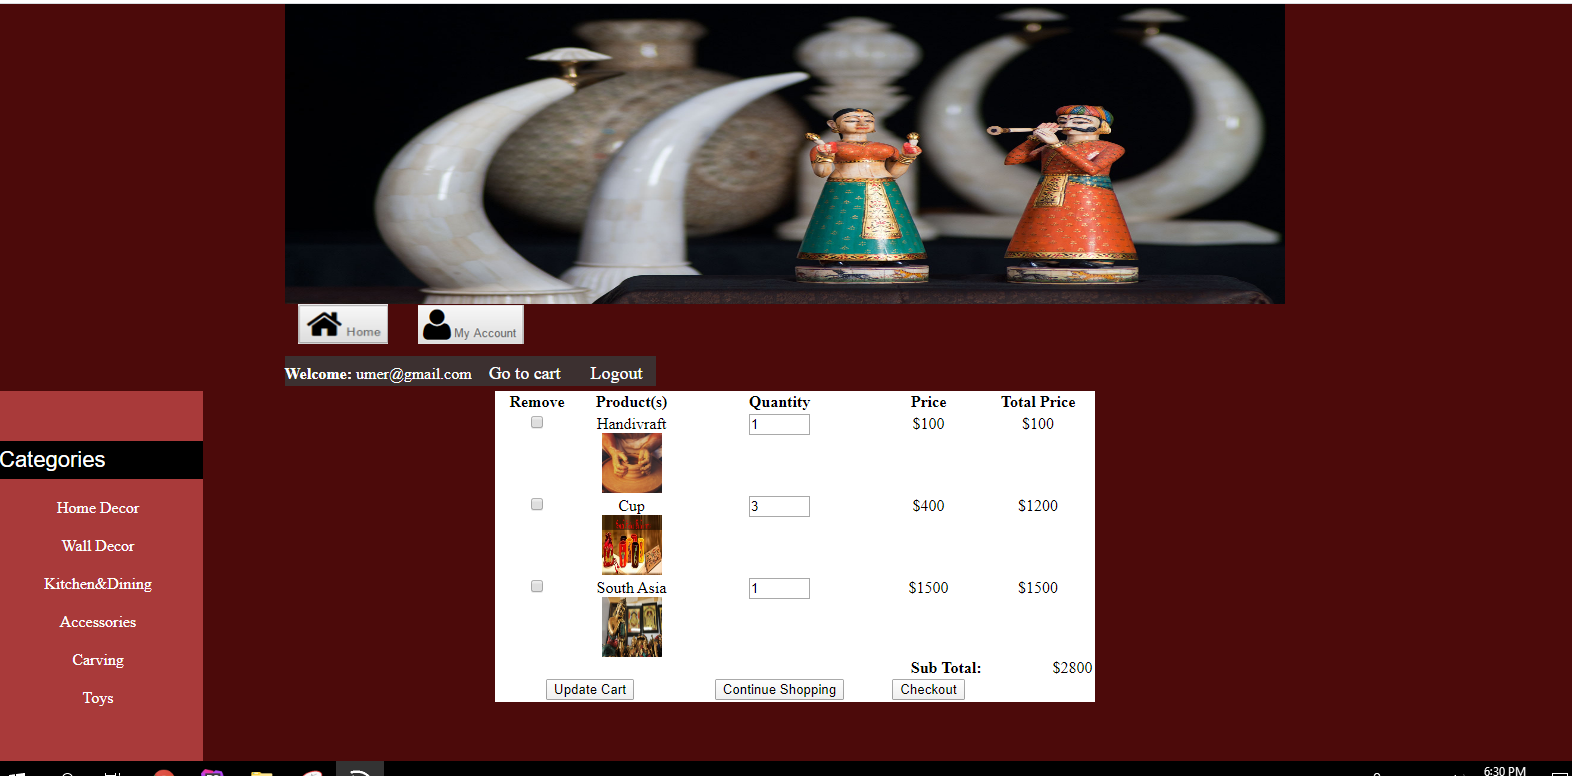 Home
My Account
Welcome: umer@gmail.com Go to cart Logout
Categories
Home Decor
Wall Decor
Kitchen&Dining
Accessories
Carving
Toys
Remove Product(s) Quantity Price Total Price
Handivraft 1 $100 $100
Cup 3 $400 $1200
South Asia 1 $1500 $1500
Sub Total: $2800
Update Cart Continue Shopping Checkout
6:30 PM